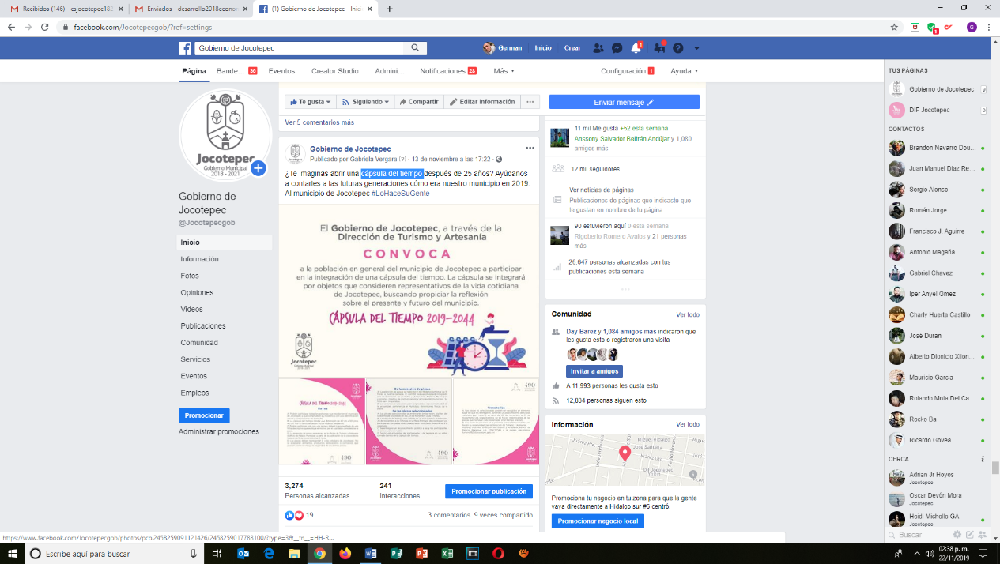 Recibidos (146) - csjocotepec182
Enviados - desarrollo2018econom
(1) Gobierno de Jocotepec - Inici
facebook.com/Jocotepecgob/?ref=settings
Gobierno de Jocotepec
German
Inicio
Crear
Página
Bande... 36
Eventos
Creator Studio
Admini...
Notificaciones 28
Más
Configuración 1
Ayuda
Jocotepec
Gobierno Municipal
2018 - 2021
Gobierno de
Jocotepec
@Jocotepecgob
Inicio
Información
Fotos
Opiniones
Videos
Publicaciones
Comunidad
Servicios
Eventos
Empleos
Promocionar
Administrar promociones
Te gusta
Siguiendo
Compartir
Editar información
Ver 5 comentarios más
Gobierno de Jocotepec
Publicado por Gabriela Vergara [?] · 13 de noviembre a las 17:22 ·
¿Te imaginas abrir una cápsula del tiempo después de 25 años? Ayúdanos
a contarles a las futuras generaciones cómo era nuestro municipio en 2019.
Al municipio de Jocotepec #LoHaceSuGente
El Gobierno de Jocotepec, a través de la
Dirección de Turismo y Artesanía
CONVOCA
a la población en general del municipio de Jocotepec a participar
en la integración de una cápsula del tiempo. La cápsula se integrará
por objetos que consideren representativos de la vida cotidiana
de Jocotepec, buscando propiciar la reflexión
sobre el presente y futuro del municipio.
CÁPSULA DEL TIEMPO 2019-2044
Jocotepec
CÁPSULA DEL TIEMPO 2019-2044
De la selección de piezas
De las piezas seleccionadas
3,274
Personas alcanzadas
241
Interacciones
Promocionar publicación
19
3 comentarios 9 veces compartido
Enviar mensaje
11 mil Me gusta +52 esta semana
Anssony Salvador Beltrán Andújar y 1,080
amigos más
12 mil seguidores
Ver noticias de páginas
Publicaciones de páginas que indicaste que
te gustan en nombre de tu página
90 estuvieron aquí 0 esta semana
Rigoberto Romero Avalos y 21 personas
más
26,647 personas alcanzadas con tus
publicaciones esta semana
Comunidad
Ver todo
Day Barez y 1,084 amigos más indicaron que
les gusta esto o registraron una visita
Invitar a amigos
A 11,993 personas les gusta esto
12,834 personas siguen esto
Información
Ver todo
Promociona tu negocio en tu zona para que la gente
vaya directamente a Hidalgo sur #6 centró.
Promocionar negocio local
TUS PÁGINAS
Gobierno de Jocotepec
DIF Jocotepec
CONTACTOS
Brandon Navarro Dou...
Juan Manuel Diaz Re...
Sergio Alonso
Román Jorge
Francisco J. Aguirre
Antonio Magaña
Gabriel Chavez
Iper Anyel Gmez
Charly Huerta Castillo
José Duran
Alberto Dionicio Xilon...
Mauricio Garcia
Rolando Mota Del Ca...
Rocko Ba
Ricardo Govea
CERCA
Adrian Jr Hoyos
Jocotepec
Oscar Devòn Mora
Jocotepec
Heidi Michelle GA
Jocotepec
Buscar
https://www.facebook.com/Jocotepecgob/photos/pcb.2458259091121426/2458259017788100/?type=3&__tn__=HH-R...
Escribe aquí para buscar
02:38 p. m.
22/11/2019